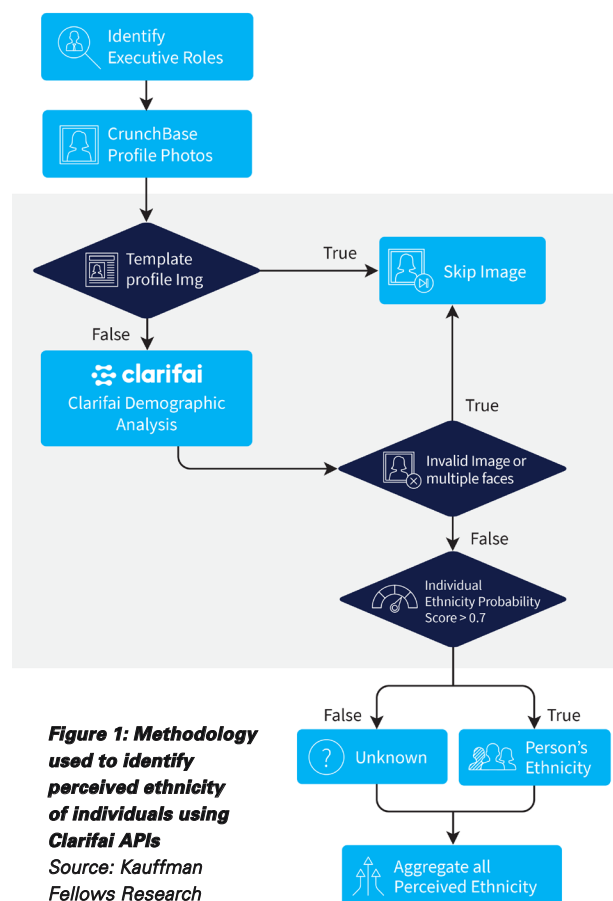 Identify
Executive Roles
CrunchBase
Profile Photos
Template
profile Img
True
Skip Image
False
clarifai
Clarifai Demographic
Analysis
True
Invalid Image or
multiple faces
False
Individual
Ethnicity Probability
Score > 0.7
False
True
? Unknown
Person's
Ethnicity
Aggregate all
Perceived Ethnicity
Figure 1: Methodology
used to identify
perceived ethnicity
of individuals using
Clarifai APIs
Source: Kauffman
Fellows Research